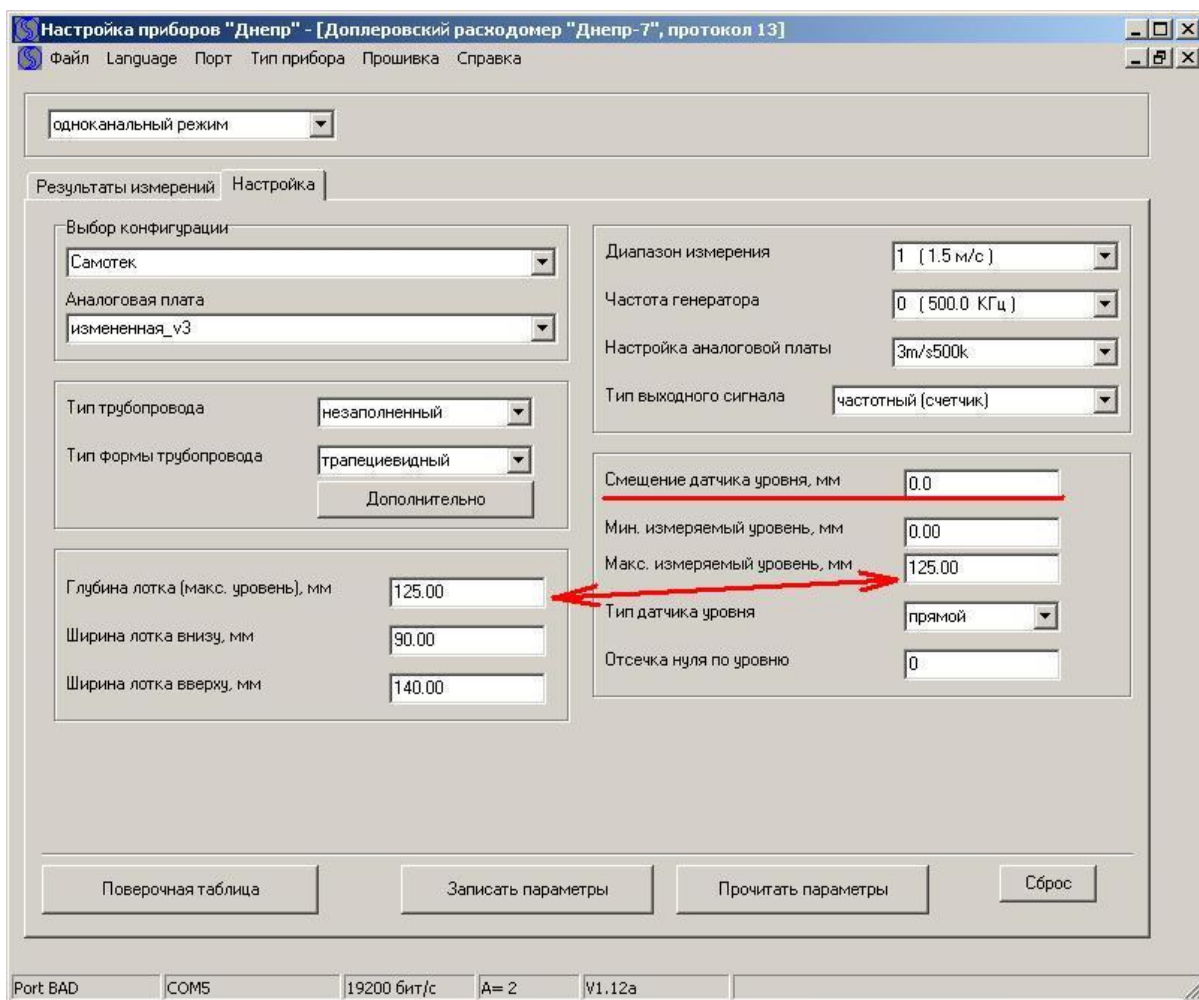 Настройка приборов "Днепр" - [Доплеровский расходомер "Днепр-7", протокол 13]
Файл Language Порт Тип прибора Прошивка Справка
одноканальный режим
Результаты измерений Настройка
Выбор конфигурации
Самотек
Аналоговая плата
измененная_v3
Тип трубопровода незаполненный
Тип формы трубопровода трапециевидный
Дополнительно
Глубина лотка (макс. уровень), мм 125.00
Ширина лотка внизу, мм 90.00
Ширина лотка вверху, мм 140.00
Диапазон измерения 1 ( 1.5 м/с )
Частота генератора 0 ( 500.0 КГц )
Настройка аналоговой платы 3m/s500k
Тип выходного сигнала частотный (счетчик)
Смещение датчика уровня, мм 0.0
Мин. измеряемый уровень, мм 0.00
Макс. измеряемый уровень, мм 125.00
Тип датчика уровня прямой
Отсечка нуля по уровню 0
Поверочная таблица Записать параметры Прочитать параметры Сброс
Port BAD COM5 19200 бит/с A= 2 V1.12a